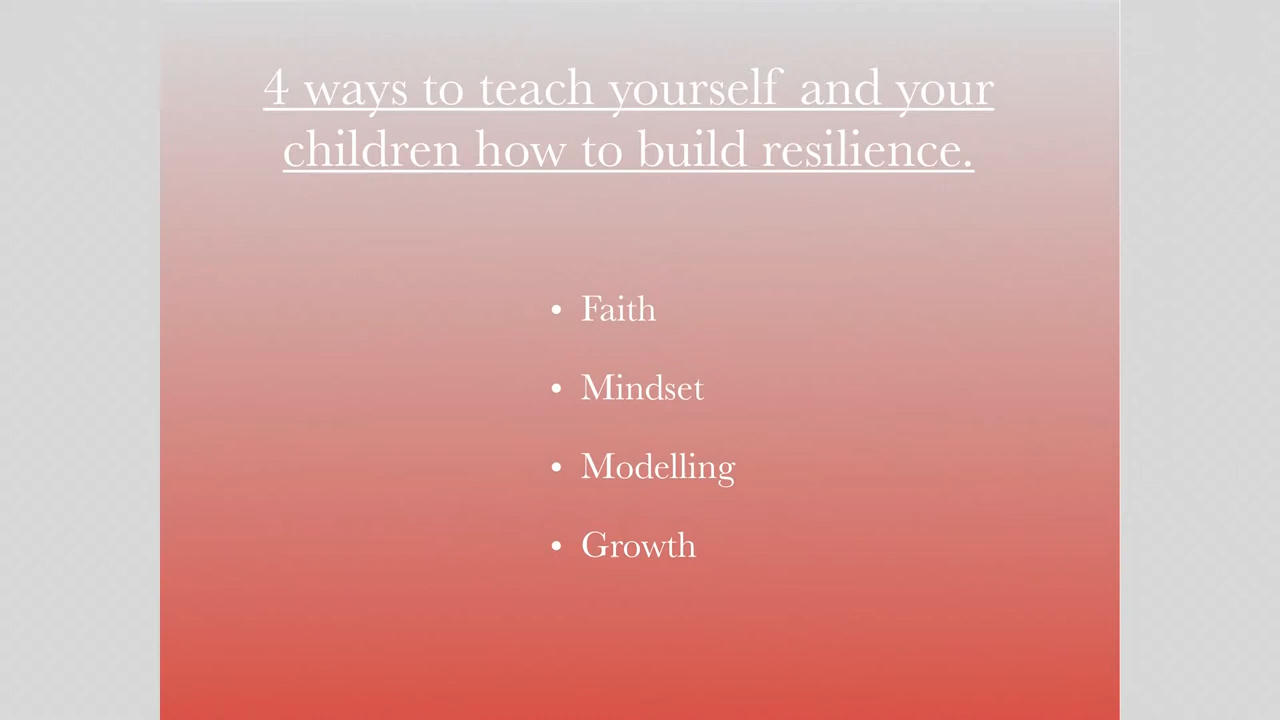 4 ways to teach yourself and your
children how to build resilience.
• Faith
• Mindset
• Modelling
• Growth